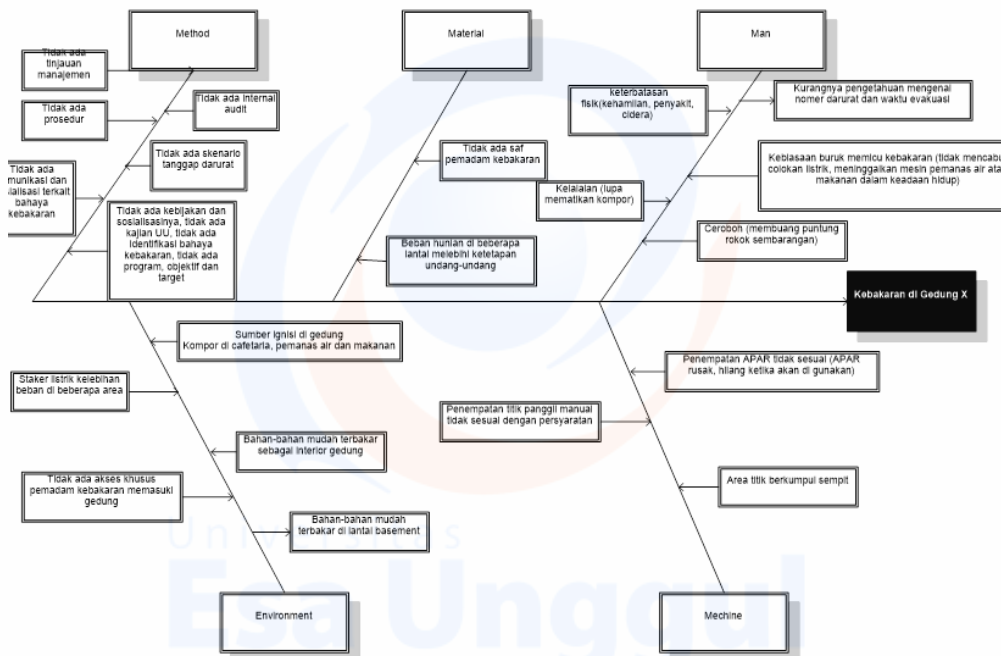 Method
Material
Man
Tidak ada
tinjauan
manajemen
Tidak ada internal
audit
Tidak ada
prosedur
Tidak ada skenario
tanggap darurat
Tidak ada
munikasi dan
sialisasi terkait
bahaya
kebakaran
Tidak ada kebijakan dan
sosialisasinya, tidak ada
kajian UU, tidak ada
identifikasi bahaya
kebakaran, tidak ada
program, objektif dan
target
Tidak ada saf
pemadam kebakaran
Beban hunian di beberapa
lantai melebihi ketetapan
undang-undang
keterbatasan
fisik(kehamilan, penyakit,
cidera)
Kurangnya pengetahuan mengenai
nomer darurat dan waktu evakuasi
Kebiasaan buruk memicu kebakaran (tidak mencabu
colokan listrik, meninggalkan mesin pemanas air ata
makanan dalam keadaan hidup)
Kelalaian (lupa
mematikan kompor)
Ceroboh (membuang puntung
rokok sembarangan)
Kebakaran di Gedung X
Sumber ignisi di gedung
Kompor di cafetaria, pemanas air dan makanan
Staker listrik kelebihan
beban di beberapa area
Bahan-bahan mudah terbakar
sebagai interior gedung
Tidak ada akses khusus
pemadam kebakaran memasuki
gedung
Bahan-bahan mudah
terbakar di lantai basement
Penempatan APAR tidak sesuai (APAR
rusak, hilang ketika akan di gunakan)
Penempatan titik panggil manual
tidak sesuai dengan persyaratan
Area titik berkumpul sempit
Environment
Mechine
Universitas
Esa Unggul